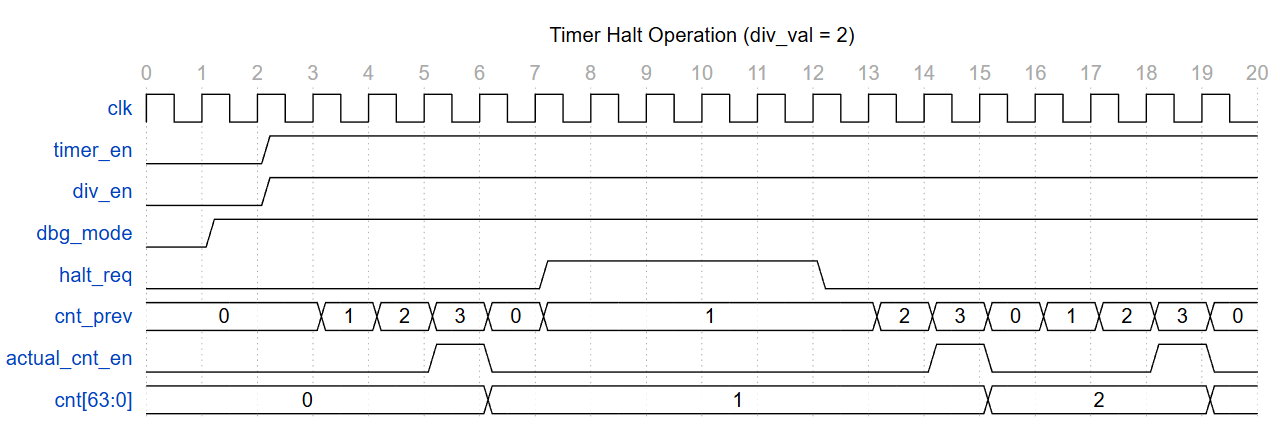 Timer Halt Operation (div_val = 2)
0 1 2 3 4 5 6 7 8 9 10 11 12 13 14 15 16 17 18 19 20
clk
timer_en
div_en
dbg_mode
halt_req
cnt_prev 0 1 2 3 0 1 2 3 0 1 2 3 0
actual_cnt_en
cnt[63:0] 0 1 2